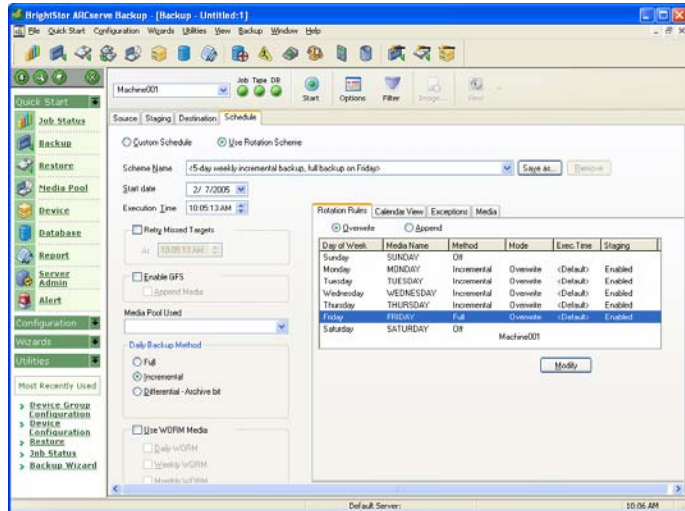 BrightStor ARCserve Backup - [Backup - Untitled:1]
File Quick Start Configuration Wizards Utilities View Backup Window Help
Machine001
Job Tape DB
Start Options Filter Image... View
Quick Start
Job Status
Backup
Restore
Media Pool
Device
Database
Report
Server Admin
Alert
Configuration
Wizards
Utilities
Most Recently Used
Device Group Configuration
Device Configuration
Restore
Job Status
Backup Wizard
Source Staging Destination Schedule
Custom Schedule Use Rotation Scheme
Scheme Name <5-day weekly incremental backup, full backup on Friday> Save as... Remove
Start date 2/ 7/2005
Execution Time 10:05:13 AM
Retry Missed Targets
At 10:05:13 AM
Enable GFS
Append Media
Media Pool Used
Daily Backup Method
Full
Incremental
Differential - Archive bit
Use WORM Media
Daily WORM
Weekly WORM
Monthly WORM
Rotation Rules Calendar View Exceptions Media
Overwrite Append
Day of Week Media Name Method Mode Exec.Time Staging
Sunday SUNDAY Off
Monday MONDAY Incremental Overwrite <Default> Enabled
Tuesday TUESDAY Incremental Overwrite <Default> Enabled
Wednesday WEDNESDAY Incremental Overwrite <Default> Enabled
Thursday THURSDAY Incremental Overwrite <Default> Enabled
Friday FRIDAY Full Overwrite <Default> Enabled
Saturday SATURDAY Off
Machine001
Modify
Default Server:
10:06 AM